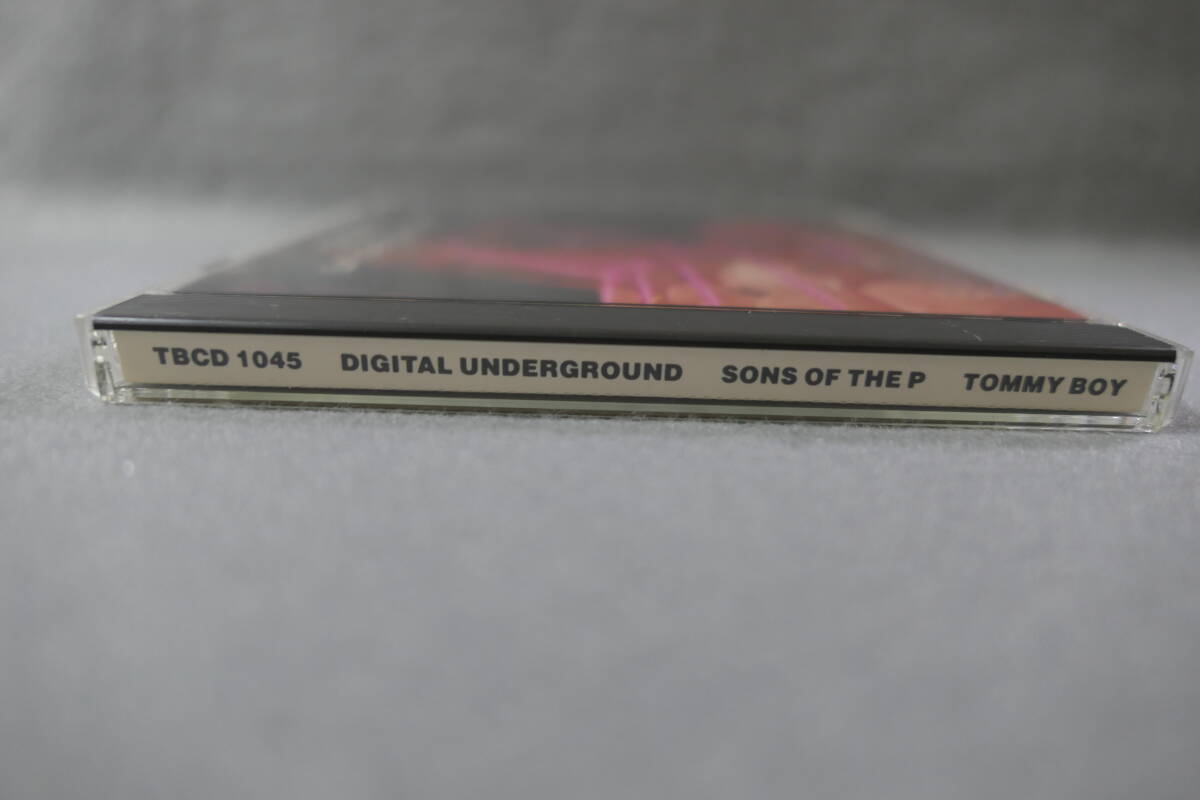 TBCD 1045 DIGITAL UNDERGROUND SONS OF THE P TOMMY BOY